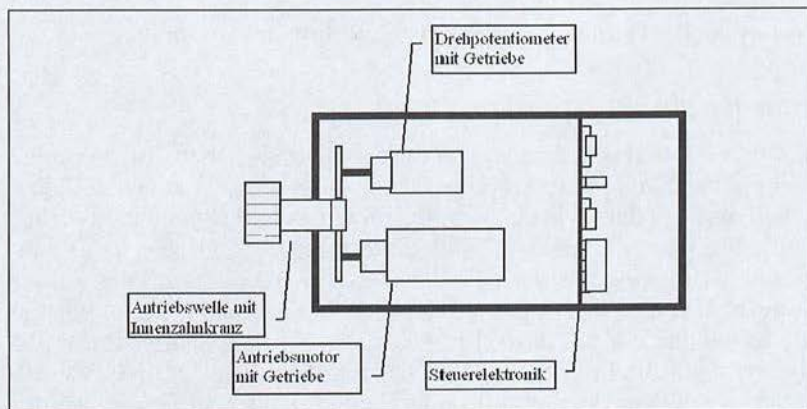 Drehpotentiometer
mit Getriebe
Antriebswelle mit
Innenzahnkranz
Antriebsmotor
mit Getriebe
Steuerelektronik